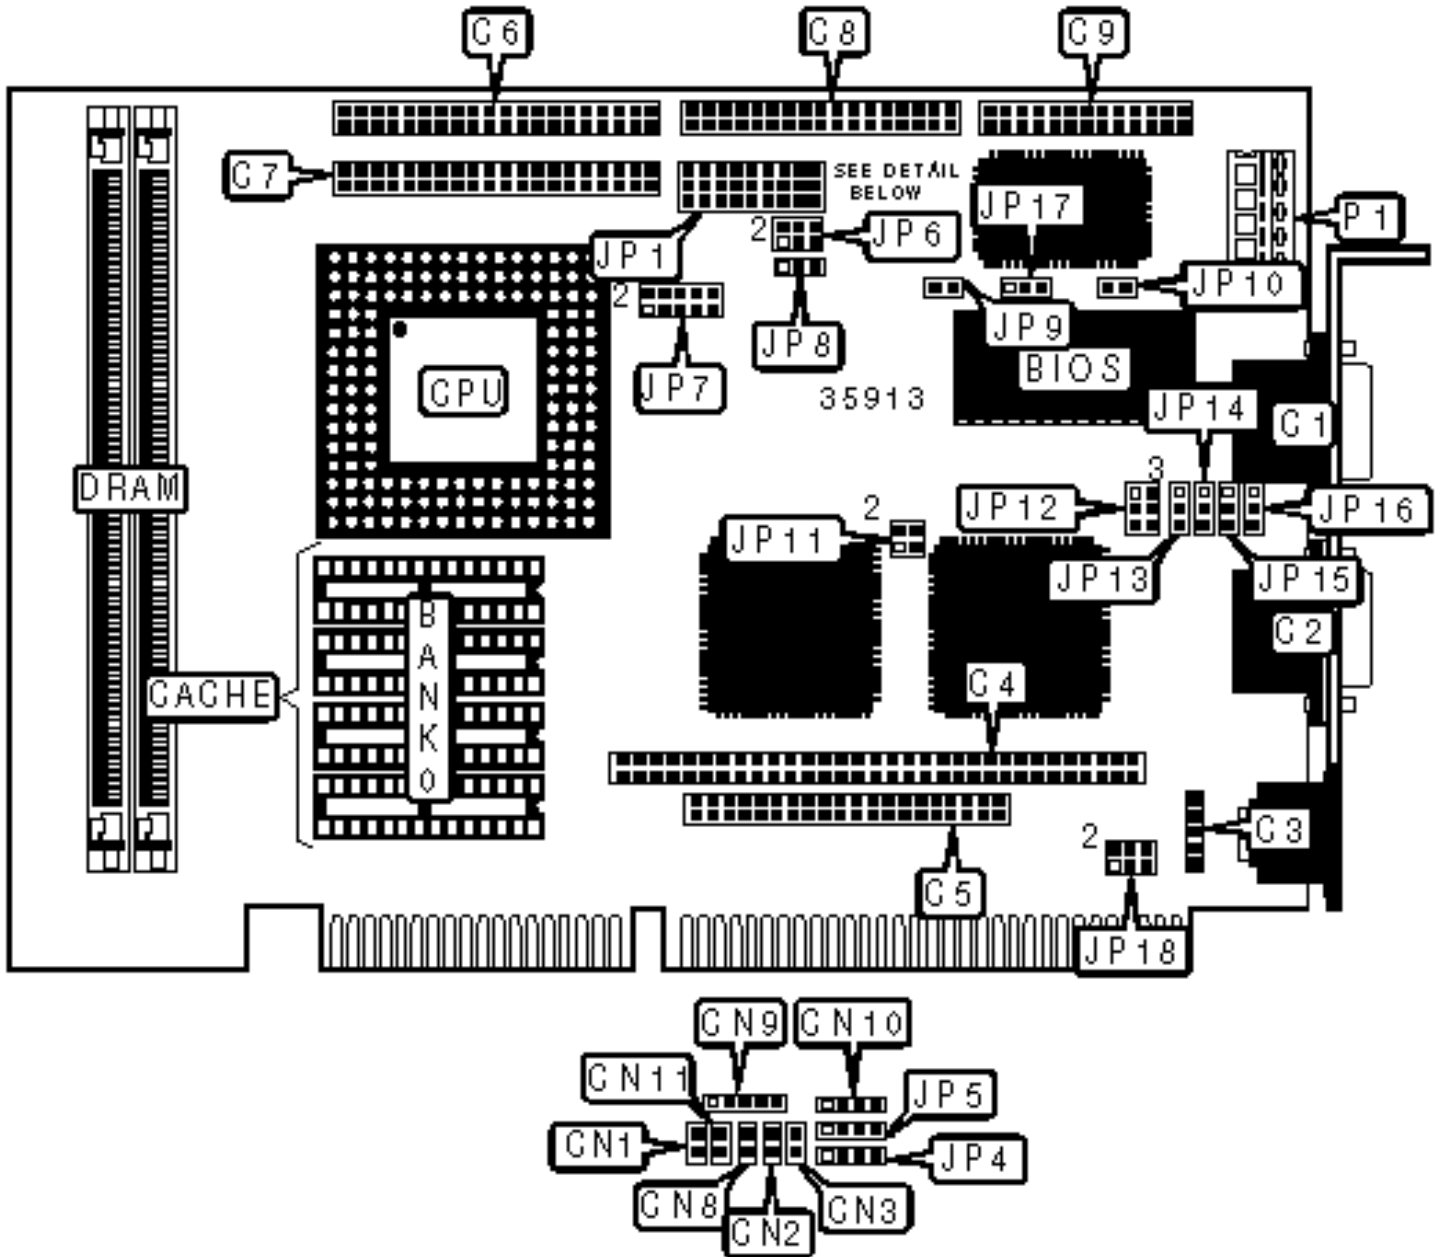 C6
C8
C9
C7
SEE DETAIL
BELOW
JP17
P1
2
JP6
JP1
JP10
2
JP9
JP8
BIOS
CPU
JP7
35913
JP14
C1
3
DRAM
2
JP12
JP16
JP11
JP13
JP15
BANK0
C2
C4
CACHE
2
C3
C5
JP18
CN9
CN10
CN11
JP5
CN1
JP4
CN8
CN2
CN3